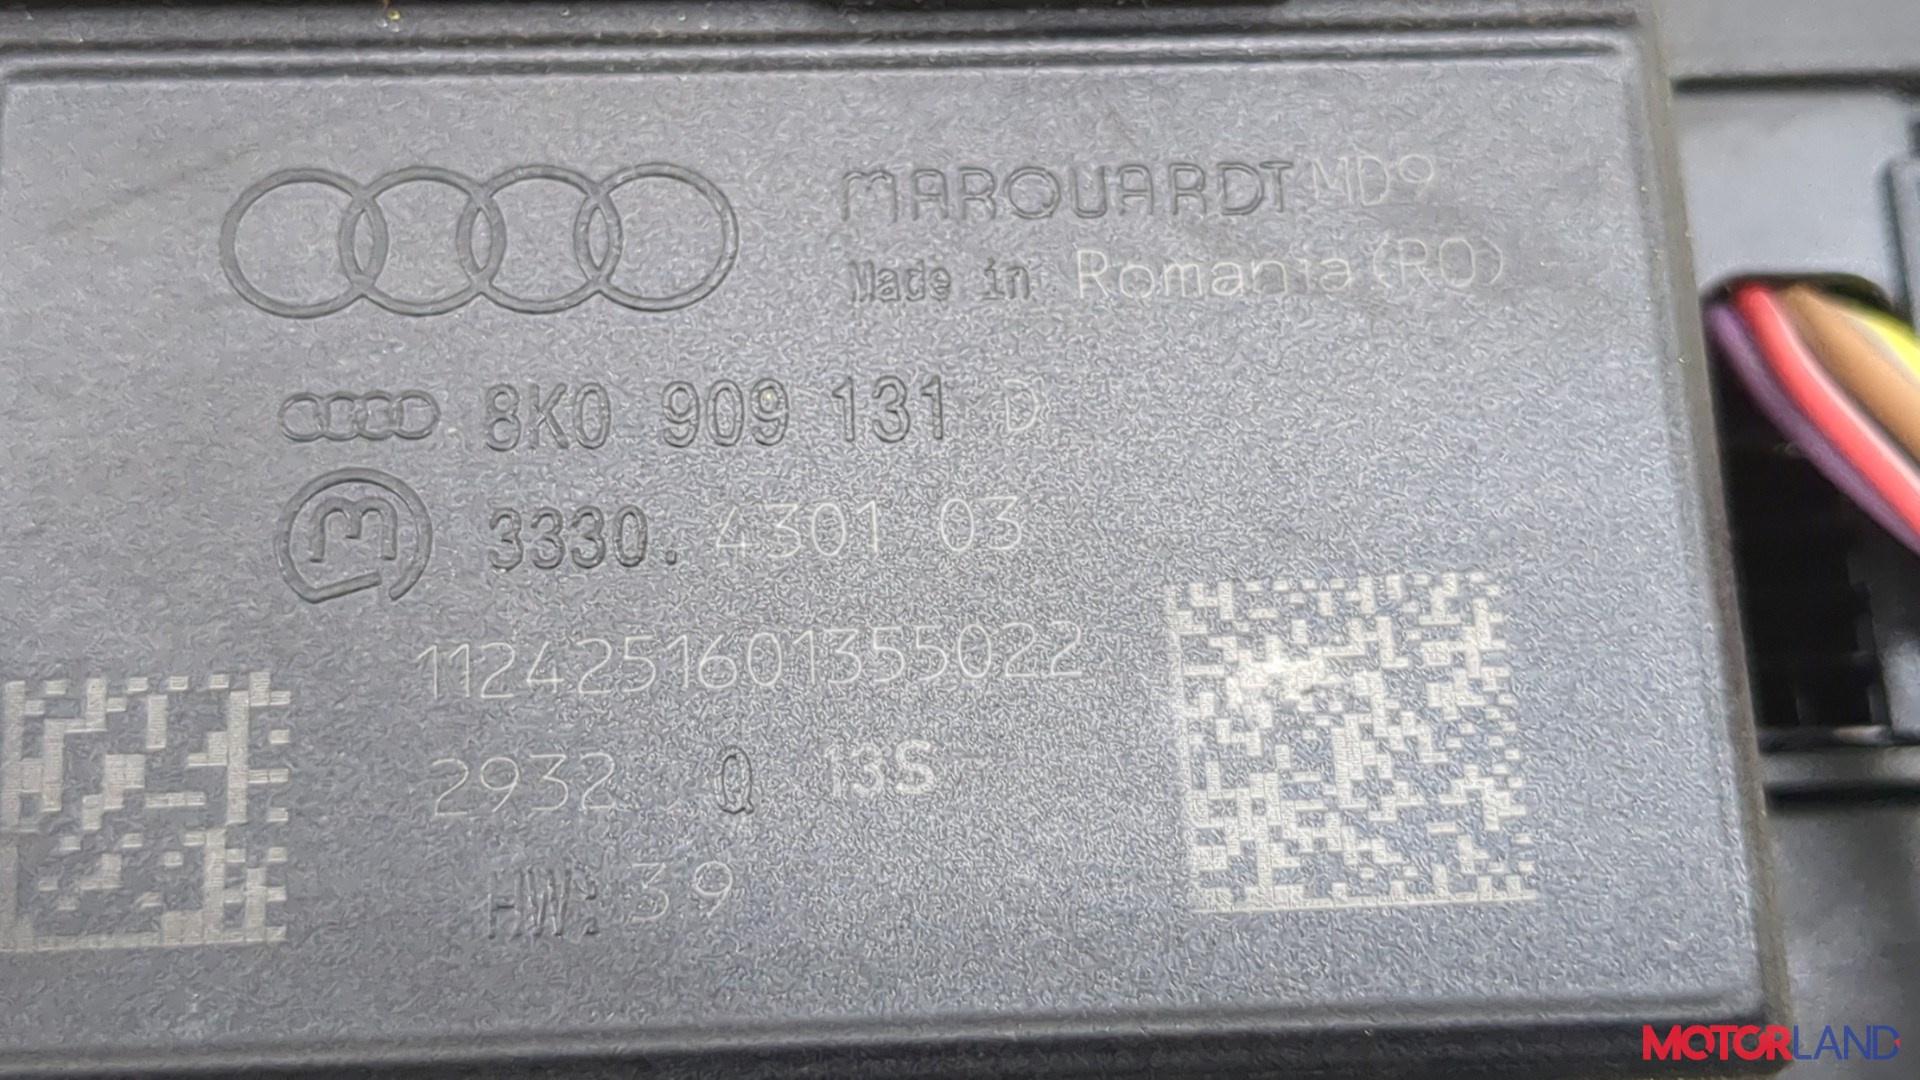 MARQUARDT MD9
Made in Romania (RO)
8K0 909 131 D
3330. 4301 03
1124251601355022
2932 Q 13S
HW: 39
MOTORLAND